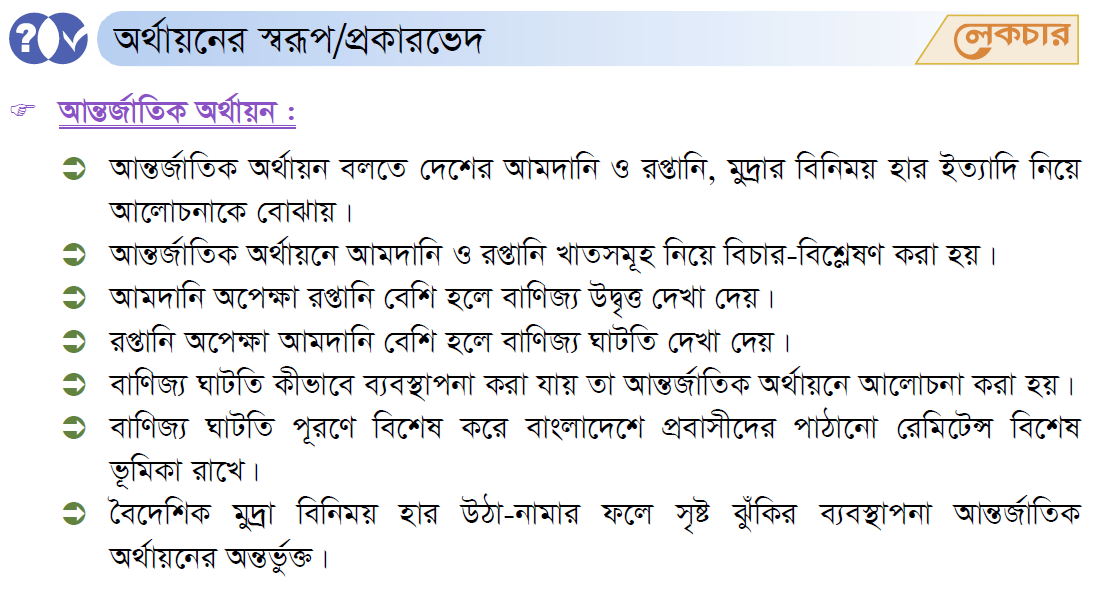 অর্থায়নের স্বরূপ/প্রকারভেদ
লেকচার
আন্তর্জাতিক অর্থায়ন :
আন্তর্জাতিক অর্থায়ন বলতে দেশের আমদানি ও রপ্তানি, মুদ্রার বিনিময় হার ইত্যাদি নিয়ে
আলোচনাকে বোঝায়।
আন্তর্জাতিক অর্থায়নে আমদানি ও রপ্তানি খাতসমূহ নিয়ে বিচার-বিশ্লেষণ করা হয়।
আমদানি অপেক্ষা রপ্তানি বেশি হলে বাণিজ্য উদ্বৃত্ত দেখা দেয়।
রপ্তানি অপেক্ষা আমদানি বেশি হলে বাণিজ্য ঘাটতি দেখা দেয়।
বাণিজ্য ঘাটতি কীভাবে ব্যবস্থাপনা করা যায় তা আন্তর্জাতিক অর্থায়নে আলোচনা করা হয়।
বাণিজ্য ঘাটতি পূরণে বিশেষ করে বাংলাদেশে প্রবাসীদের পাঠানো রেমিটেন্স বিশেষ
ভূমিকা রাখে।
বৈদেশিক মুদ্রা বিনিময় হার উঠা-নামার ফলে সৃষ্ট ঝুঁকির ব্যবস্থাপনা আন্তর্জাতিক
অর্থায়নের অন্তর্ভুক্ত।